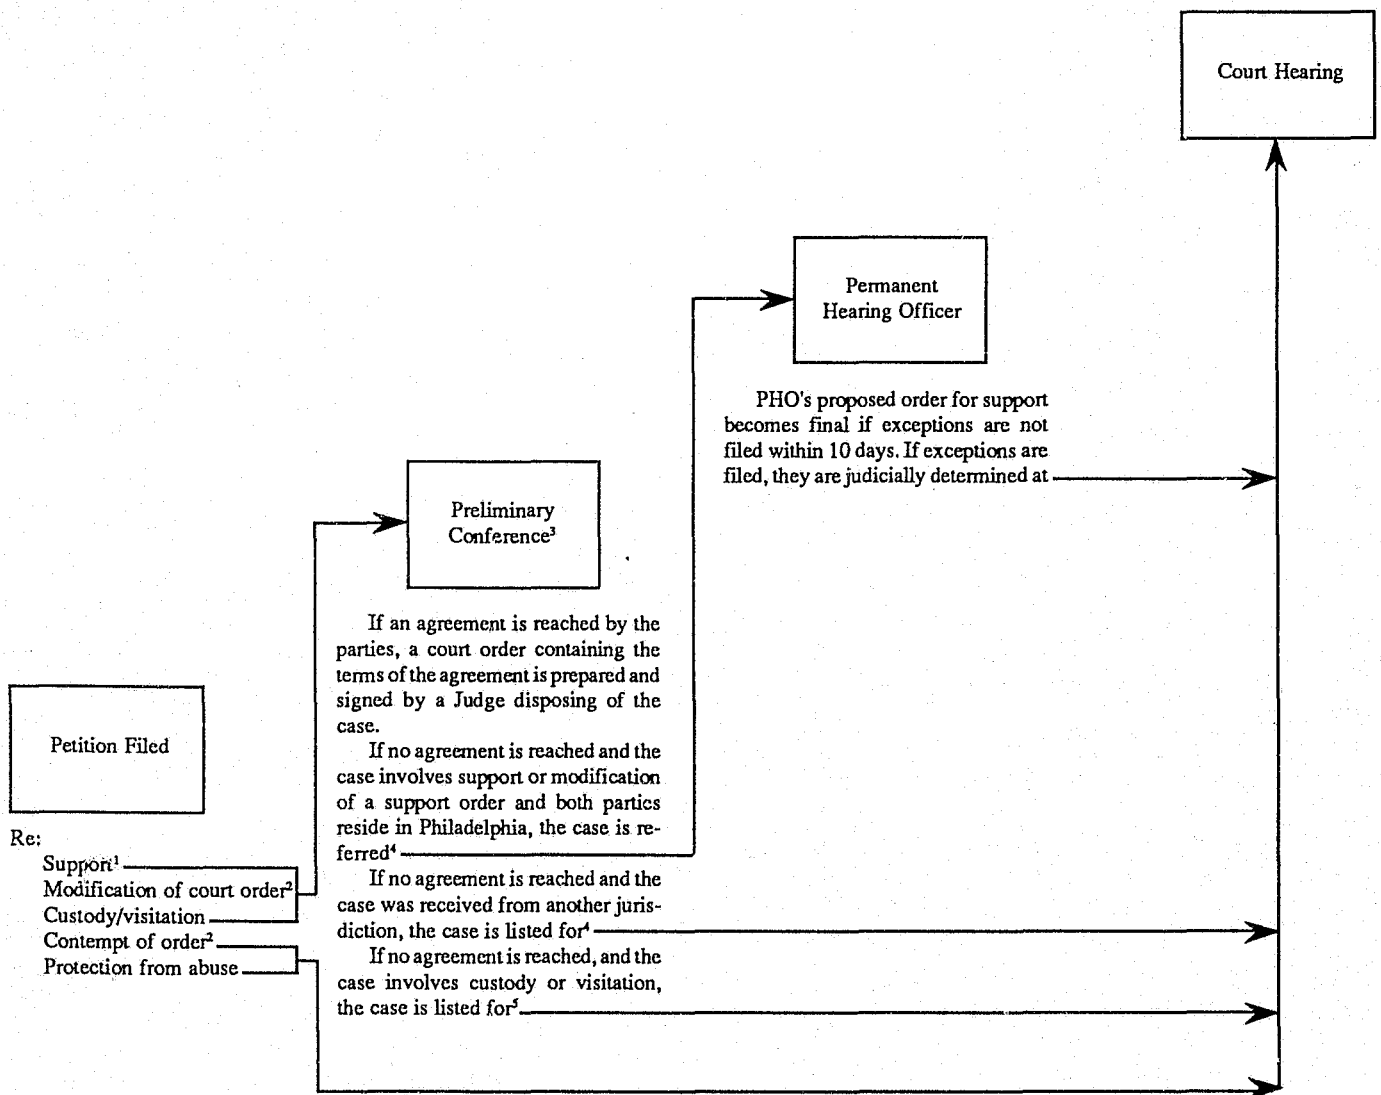 Court Hearing
Permanent
Hearing Officer
PHO's proposed order for support
becomes final if exceptions are not
filed within 10 days. If exceptions are
filed, they are judicially determined at
Preliminary
Conference³
If an agreement is reached by the
parties, a court order containing the
terms of the agreement is prepared and
signed by a Judge disposing of the
case.
If no agreement is reached and the
case involves support or modification
of a support order and both parties
reside in Philadelphia, the case is re-
ferred⁴
If no agreement is reached and the
case was received from another juris-
diction, the case is listed for⁴
If no agreement is reached, and the
case involves custody or visitation,
the case is listed for⁵
Petition Filed
Re:
Support¹
Modification of court order²
Custody/visitation
Contempt of order²
Protection from abuse